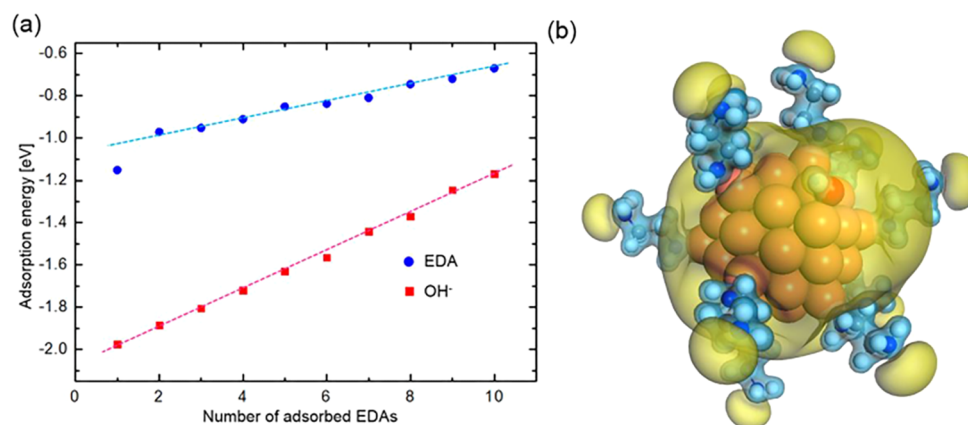 (a)
(b)
-0.6
-0.8
-1.0
-1.2
-1.4
-1.6
-1.8
-2.0
Adsorption energy [eV]
EDA
OH-
0 2 4 6 8 10
Number of adsorbed EDAs